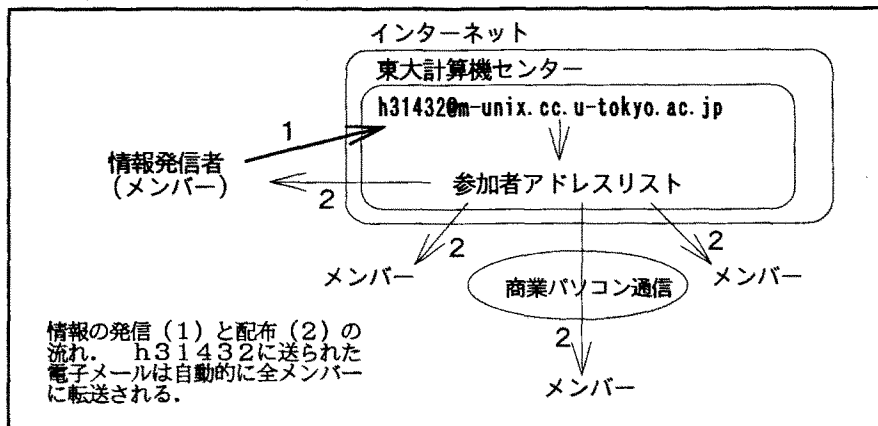 インターネット
東大計算機センター
h31432@m-unix.cc.u-tokyo.ac.jp
1
情報発信者
(メンバー)
参加者アドレスリスト
2
2
2
メンバー
メンバー
商業パソコン通信
2
メンバー
情報の発信(1)と配布(2)の
流れ. h31432に送られた
電子メールは自動的に全メンバー
に転送される.